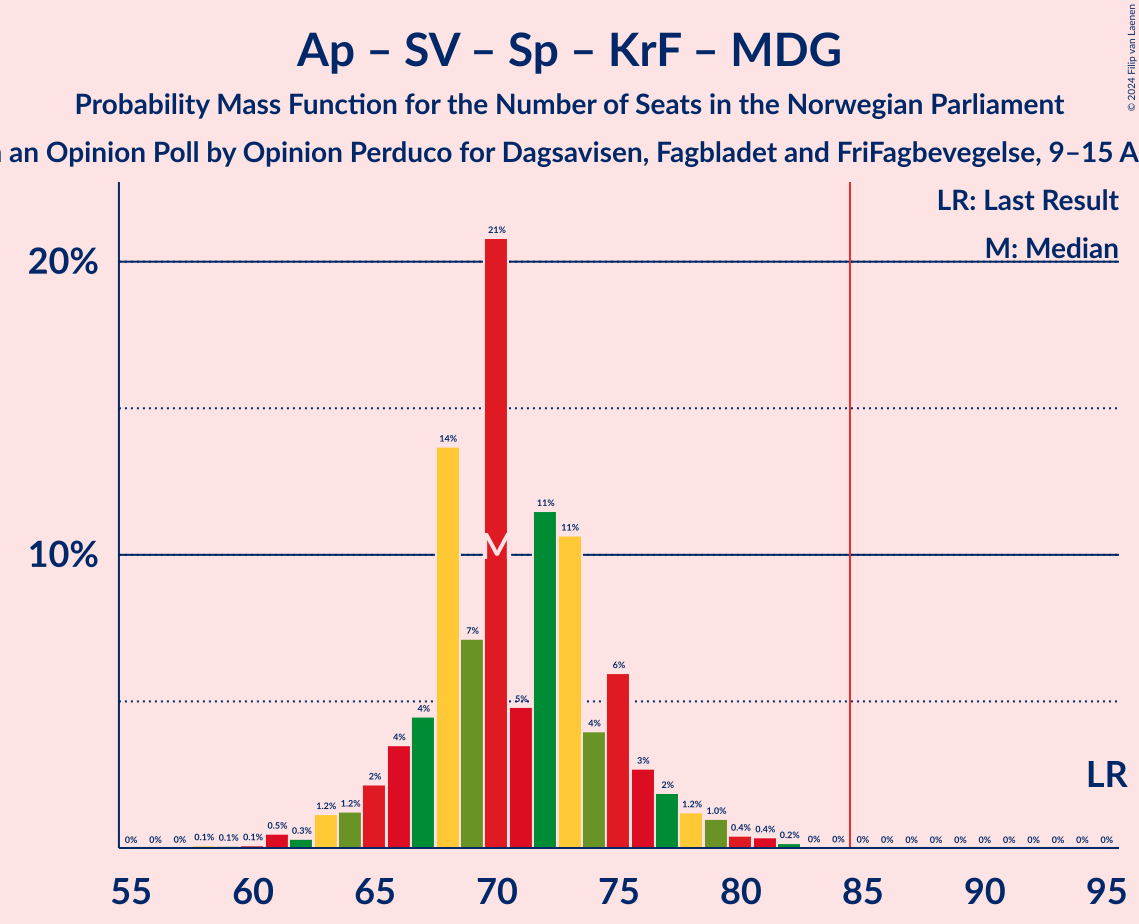 Ap – SV – Sp – KrF – MDG
Probability Mass Function for the Number of Seats in the Norwegian Parliament
an Opinion Poll by Opinion Perduco for Dagsavisen, Fagbladet and FriFagbevegelse, 9–15 A
© 2024 Filip van Laenen
LR: Last Result
M: Median
20%
10%
0% 0% 0% 0.1% 0.1% 0.1% 0.5% 0.3% 1.2% 1.2% 2% 4% 4% 14% 7% 21% 5% 11% 11% 4% 6% 3% 2% 1.2% 1.0% 0.4% 0.4% 0.2% 0% 0% 0% 0% 0% 0% 0% 0% 0% 0% 0% 0% 0%
M
LR
55 60 65 70 75 80 85 90 95